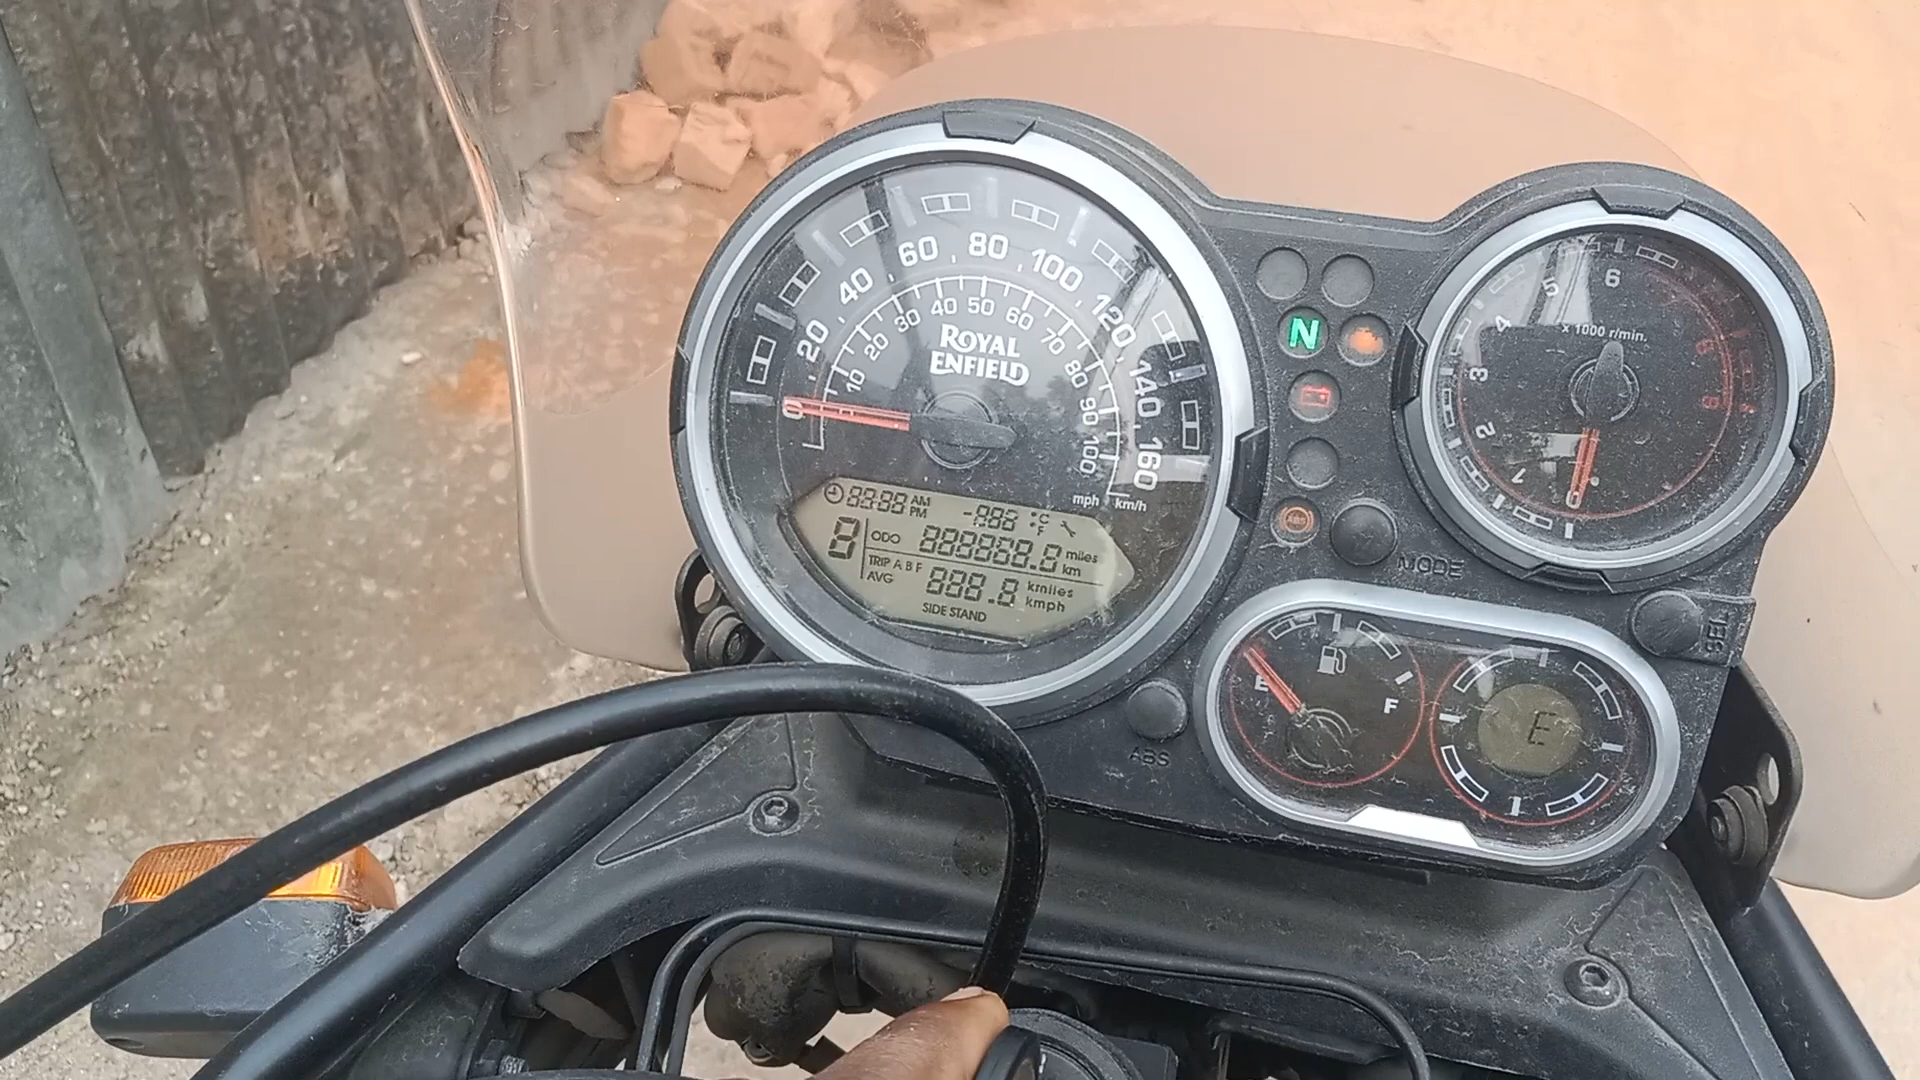 20 40 60 80 100 120 140 160
0 10 20 30 40 50 60 70 80 90 100
ROYAL
ENFIELD
mph km/h
88:88 AM PM -888 °C F
8
ODO 888888.8 miles km
TRIP A B F
AVG
888.8 kmiles kmph
SIDE STAND
N
ABS
MODE
1 2 3 4 5 6
x 1000 r/min.
0
SEL
ABS
E
F
E